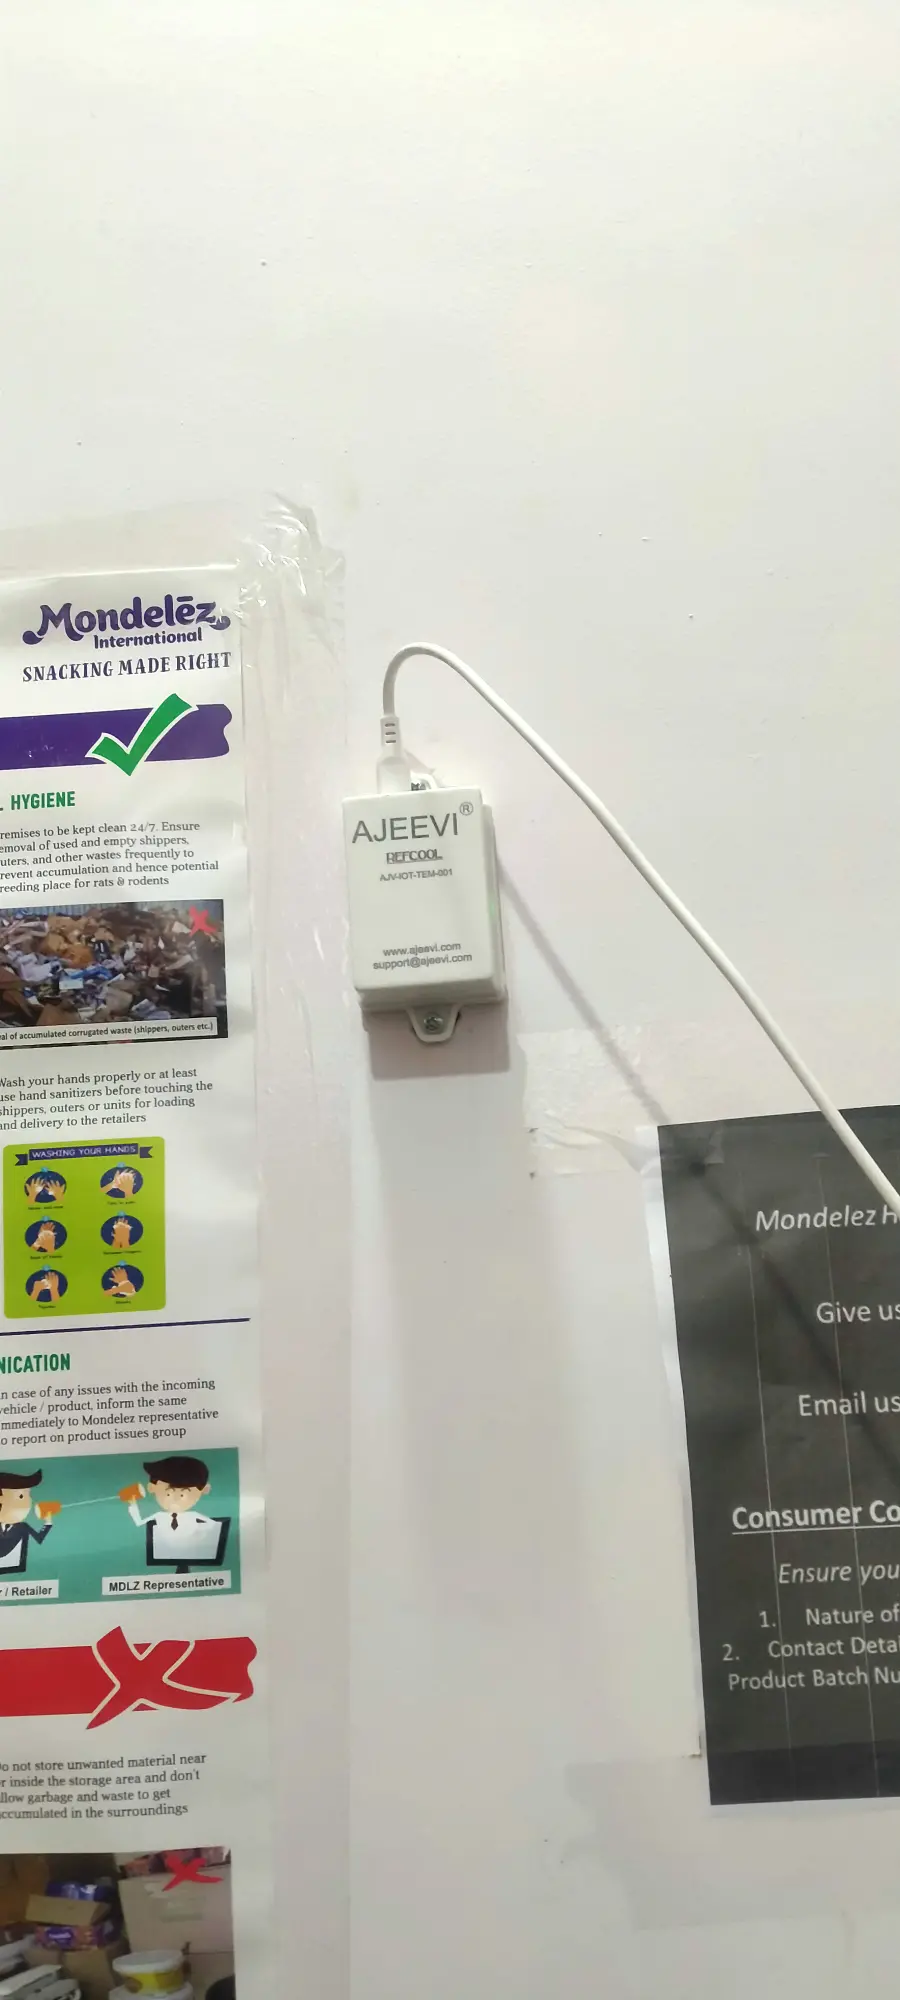 Mondelēz
International
SNACKING MADE RIGHT
HYGIENE
remises to be kept clean 24/7. Ensure
emoval of used and empty shippers,
uters, and other wastes frequently to
revent accumulation and hence potential
reeding place for rats & rodents
al of accumulated corrugated waste (shippers, outers etc.)
Wash your hands properly or at least
use hand sanitizers before touching the
shippers, outers or units for loading
and delivery to the retailers
WASHING YOUR HANDS
NICATION
n case of any issues with the incoming
vehicle / product, inform the same
mmediately to Mondelez representative
o report on product issues group
/ Retailer
MDLZ Representative
o not store unwanted material near
r inside the storage area and don't
llow garbage and waste to get
ccumulated in the surroundings
AJEEVI®
REFCOOL
AJV-IOT-TEM-001
www.ajeevi.com
support@ajeevi.com
Mondelez H
Give us
Email us
Consumer Co
Ensure you
1. Nature of
2. Contact Detai
Product Batch Nu